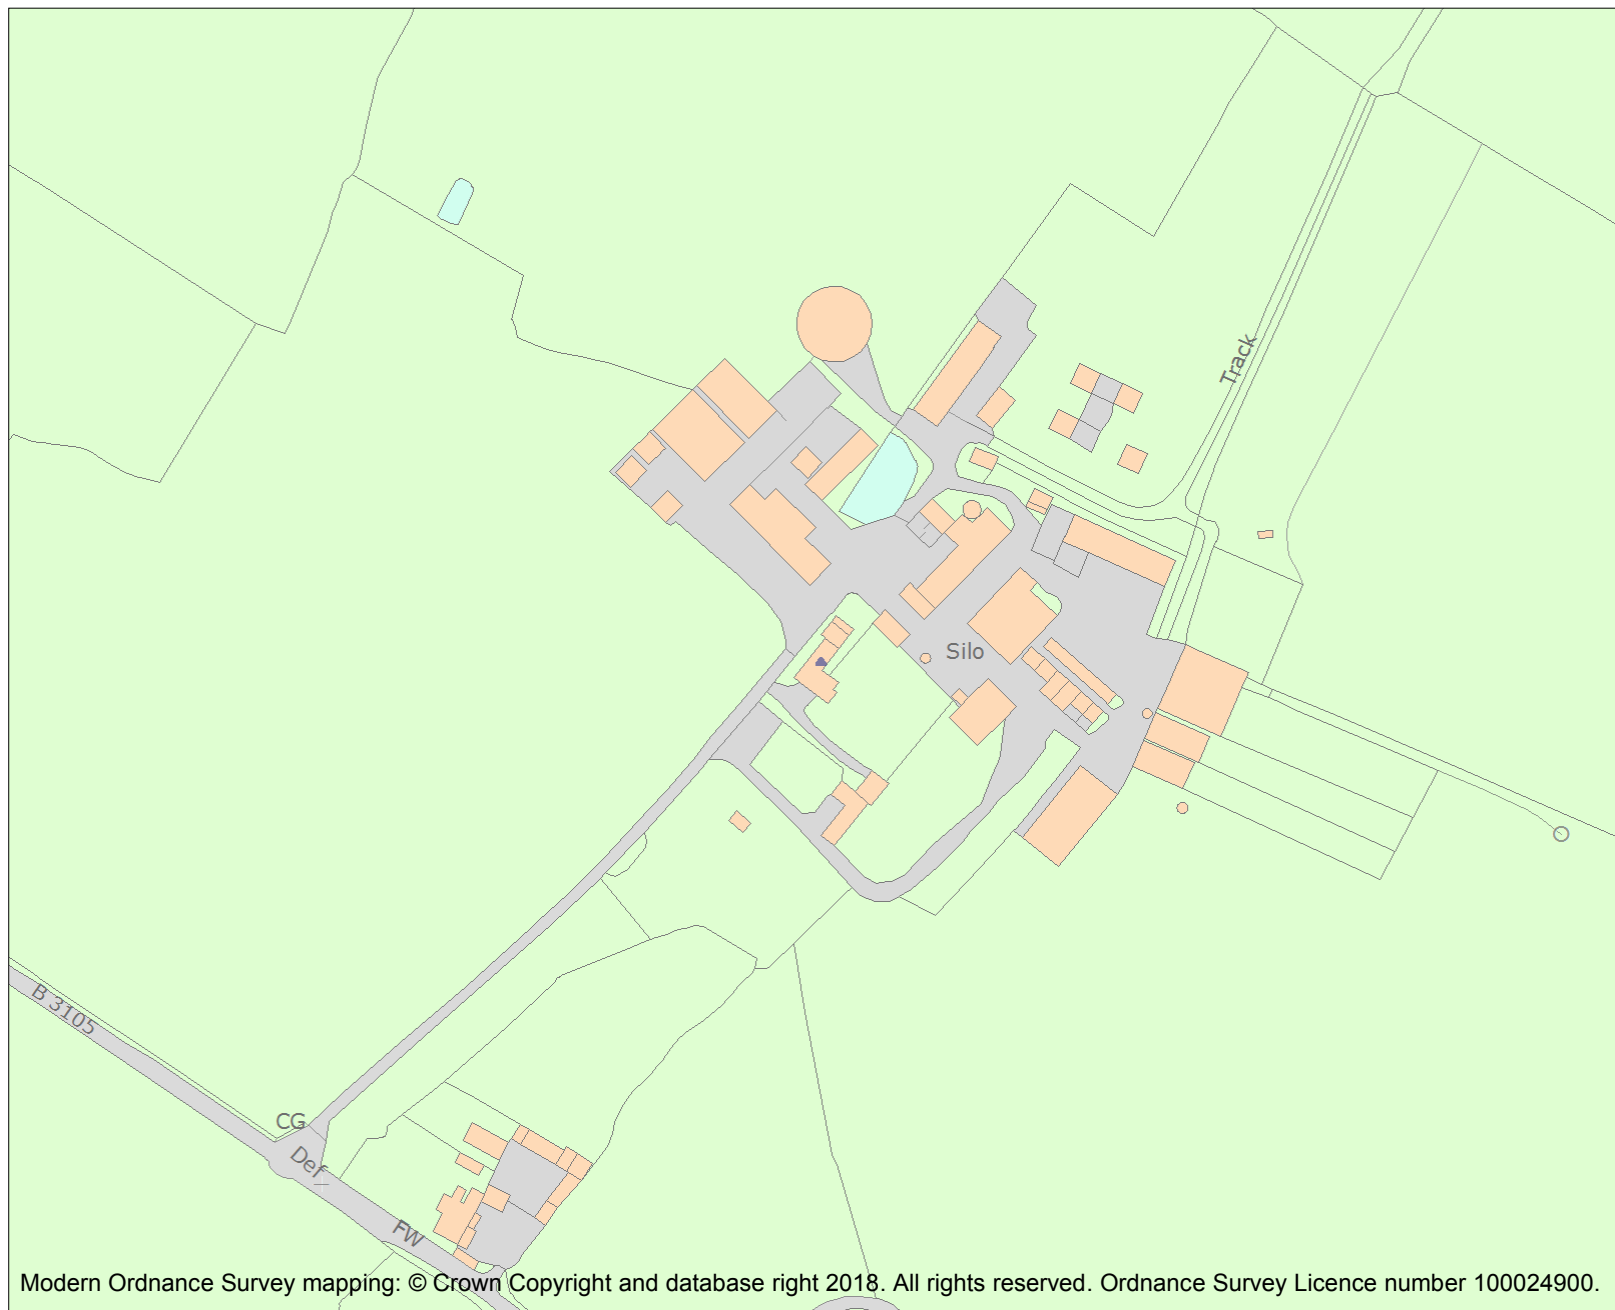 Track
Silo
B 3105
CG
Def
FW
Modern Ordnance Survey mapping: © Crown Copyright and database right 2018. All rights reserved. Ordnance Survey Licence number 100024900.